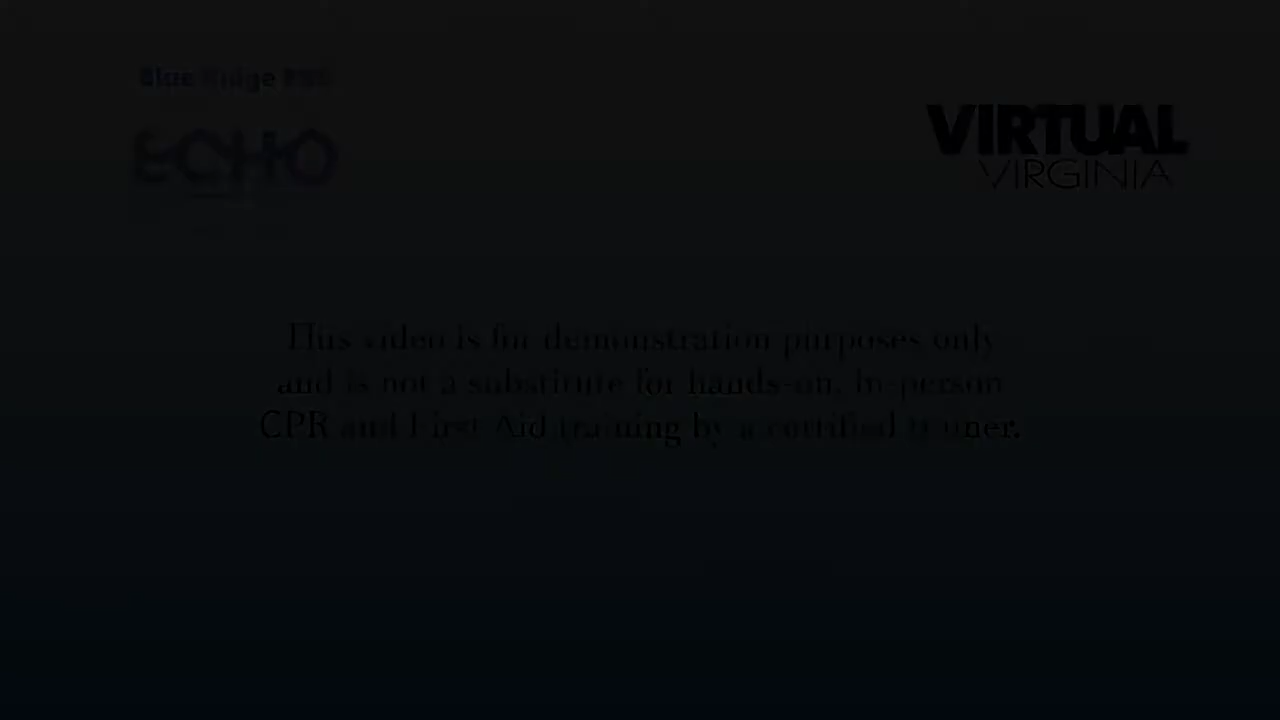 Blue Ridge PBS
ECHO
VIRTUAL
VIRGINIA
This video is for demonstration purposes only
and is not a substitute for hands-on, in-person
CPR and First Aid training by a certified trainer.